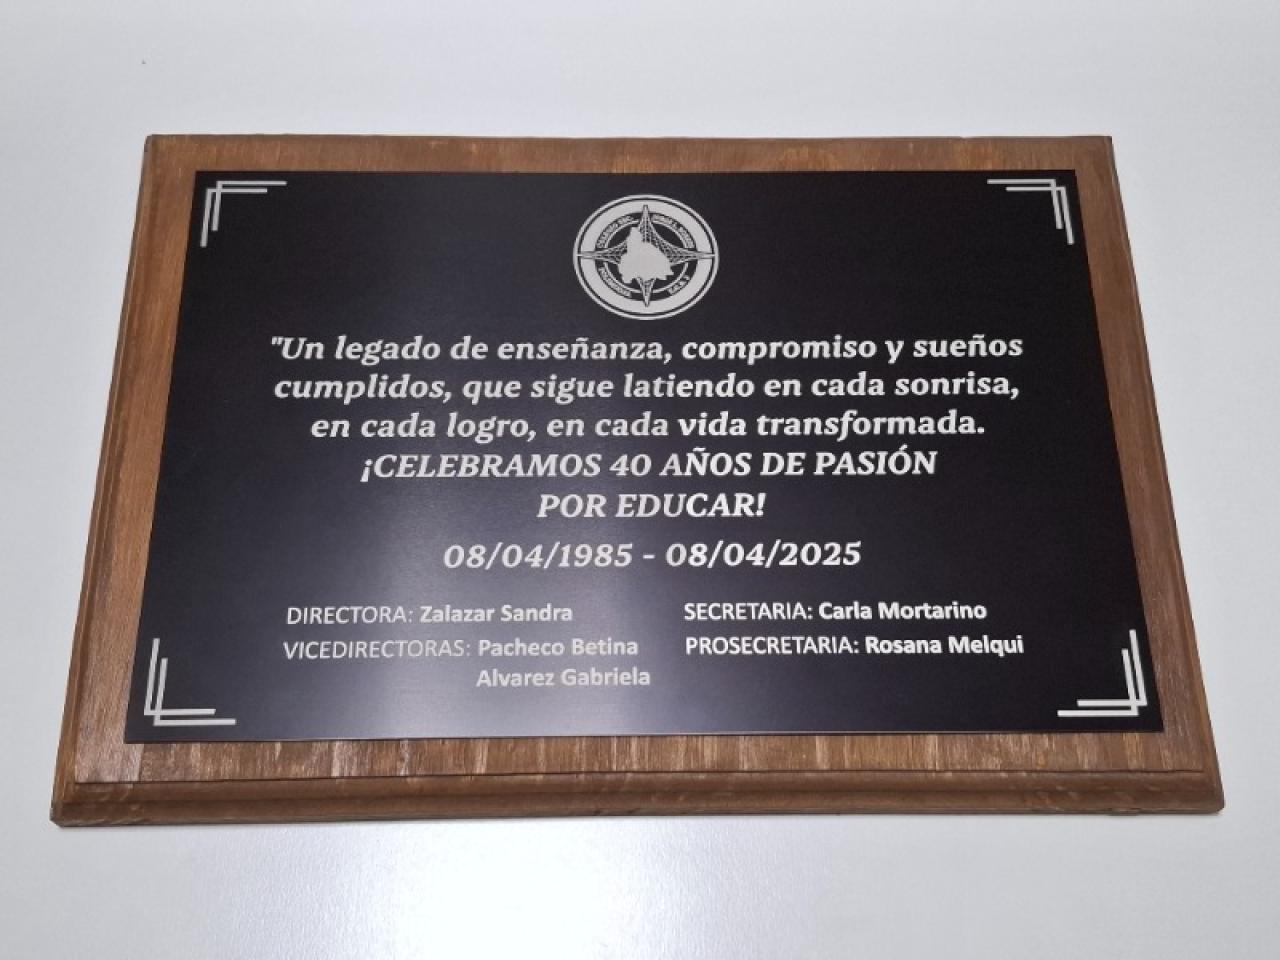 "Un legado de enseñanza, compromiso y sueños
cumplidos, que sigue latiendo en cada sonrisa,
en cada logro, en cada vida transformada.
¡CELEBRAMOS 40 AÑOS DE PASIÓN
POR EDUCAR!
08/04/1985 - 08/04/2025
DIRECTORA: Zalazar Sandra
VICEDIRECTORAS: Pacheco Betina
Alvarez Gabriela
SECRETARIA: Carla Mortarino
PROSECRETARIA: Rosana Melqui